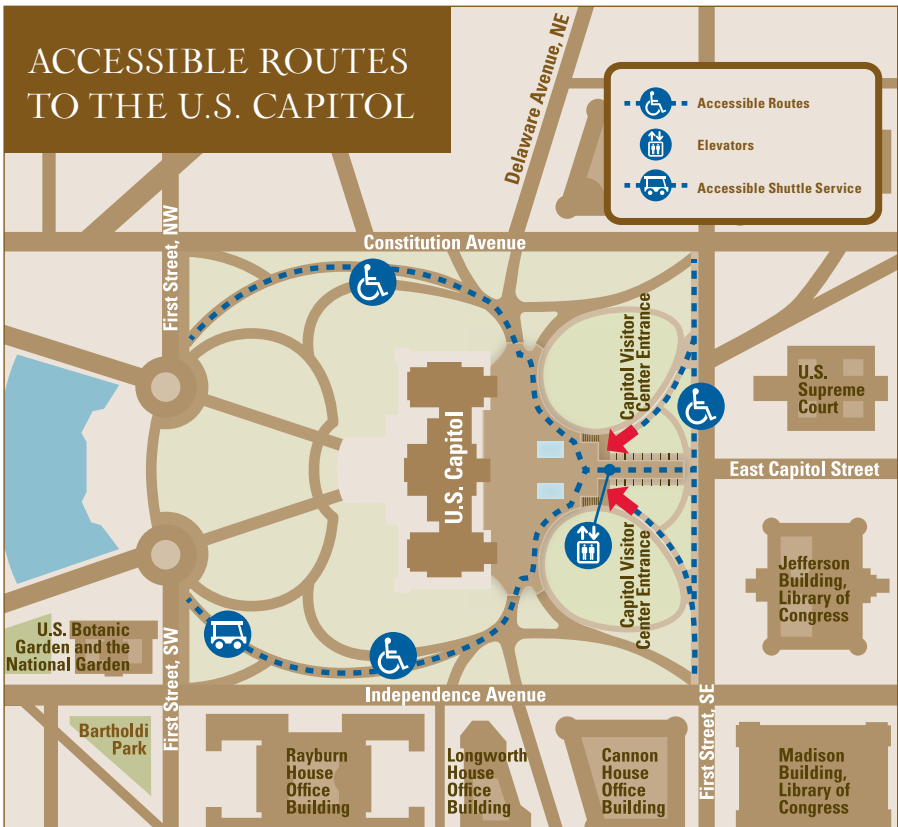 ACCESSIBLE ROUTES
TO THE U.S. CAPITOL
Delaware Avenue, NE
Accessible Routes
Elevators
Accessible Shuttle Service
First Street, NW
Constitution Avenue
Capitol Visitor
Center Entrance
U.S.
Supreme
Court
U.S. Capitol
East Capitol Street
Capitol Visitor
Center Entrance
Jefferson
Building,
Library of
Congress
U.S. Botanic
Garden and the
National Garden
First Street, SW
Independence Avenue
First Street, SE
Bartholdi
Park
Rayburn
House
Office
Building
Longworth
House
Office
Building
Cannon
House
Office
Building
Madison
Building,
Library of
Congress